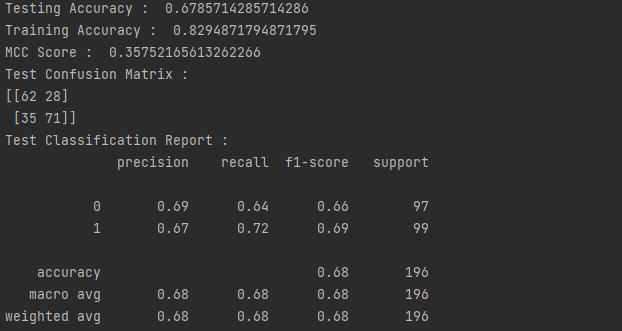 Testing Accuracy :  0.6785714285714286
Training Accuracy :  0.8294871794871795
MCC Score :  0.35752165613262266
Test Confusion Matrix :
[[62 28]
 [35 71]]
Test Classification Report :
              precision    recall  f1-score   support

           0       0.69      0.64      0.66        97
           1       0.67      0.72      0.69        99

    accuracy                           0.68       196
   macro avg       0.68      0.68      0.68       196
weighted avg       0.68      0.68      0.68       196